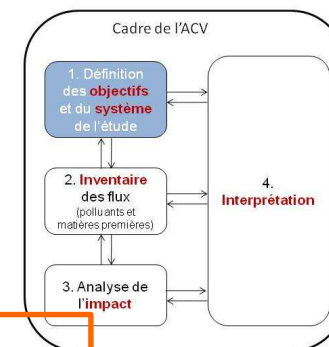 Cadre de l'ACV
1. Définition
des objectifs
et du système
de l'étude
2. Inventaire
des flux
(polluants et
matières premières)
3. Analyse de
l'impact
4.
Interprétation